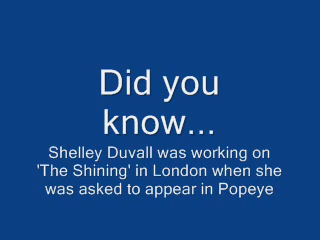 Did you
know...
Shelley Duvall was working on
'The Shining' in London when she
was asked to appear in Popeye